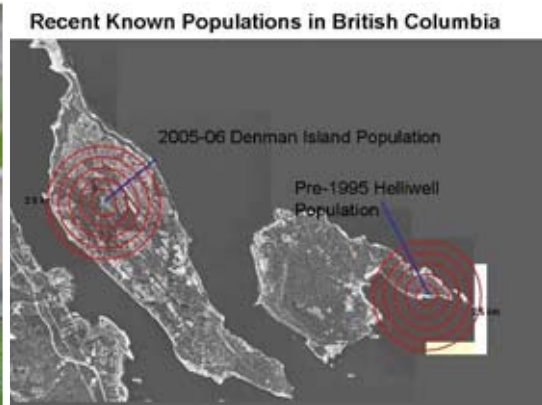 Recent Known Populations in British Columbia
2005-06 Denman Island Population
Pre-1995 Helliwell
Population